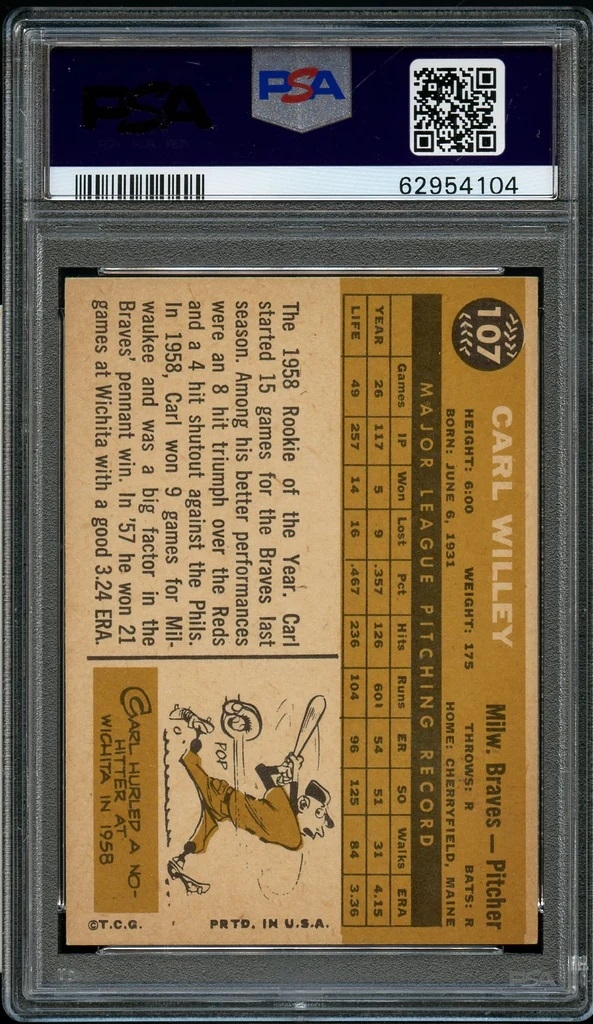 PSA
PSA
62954104
107
CARL WILLEY
Milw. Braves — Pitcher
HEIGHT: 6:00 WEIGHT: 175 THROWS: R BATS: R
BORN: JUNE 6, 1931 HOME: CHERRYFIELD, MAINE
MAJOR LEAGUE PITCHING RECORD
Games IP Won Lost Pct Hits Runs ER SO Walks ERA
YEAR 26 117 5 9 .357 126 60 54 51 31 4.15
LIFE 49 257 14 16 .467 236 104 96 125 84 3.36
The 1958 Rookie of the Year, Carl
started 15 games for the Braves last
season. Among his better performances
were an 8 hit triumph over the Reds
and a 4 hit shutout against the Phils.
In 1958, Carl won 9 games for Mil-
waukee and was a big factor in the
Braves' pennant win. In '57 he won 21
games at Wichita with a good 3.24 ERA.
POP
CARL HURLED A NO-
HITTER AT
WICHITA IN 1958
©T.C.G. PRTD. IN U.S.A.
PSA